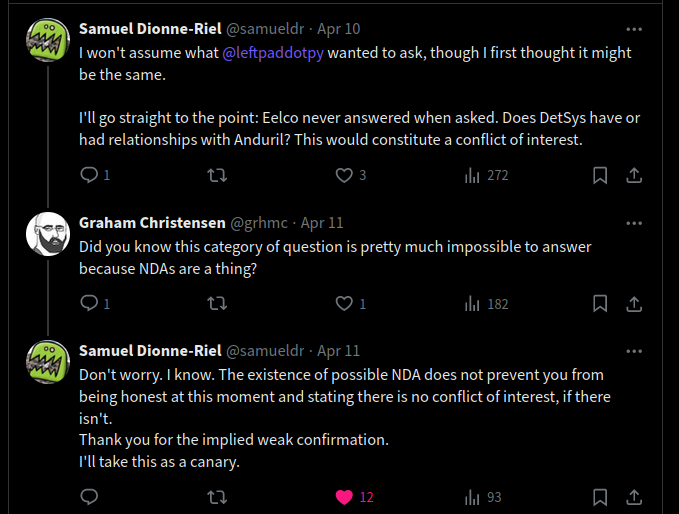 Samuel Dionne-Riel @samueldr · Apr 10
I won't assume what @leftpaddotpy wanted to ask, though I first thought it might
be the same.
I'll go straight to the point: Eelco never answered when asked. Does DetSys have or
had relationships with Anduril? This would constitute a conflict of interest.
1 3 272
Graham Christensen @grhmc · Apr 11
Did you know this category of question is pretty much impossible to answer
because NDAs are a thing?
1 1 182
Samuel Dionne-Riel @samueldr · Apr 11
Don't worry. I know. The existence of possible NDA does not prevent you from
being honest at this moment and stating there is no conflict of interest, if there
isn't.
Thank you for the implied weak confirmation.
I'll take this as a canary.
12 93